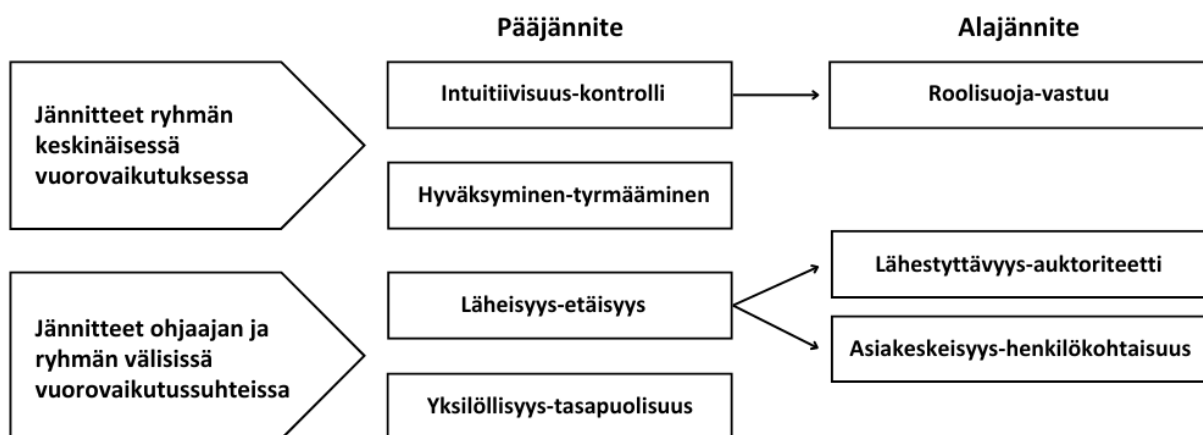 Pääjännite
Alajännite
Jännitteet ryhmän
keskinäisessä
vuorovaikutuksessa
Intuitiivisuus-kontrolli
Roolisuoja-vastuu
Hyväksyminen-tyrmääminen
Jännitteet ohjaajan ja
ryhmän välisissä
vuorovaikutussuhteissa
Läheisyys-etäisyys
Lähestyttävyys-auktoriteetti
Asiakeskeisyys-henkilökohtaisuus
Yksilöllisyys-tasapuolisuus